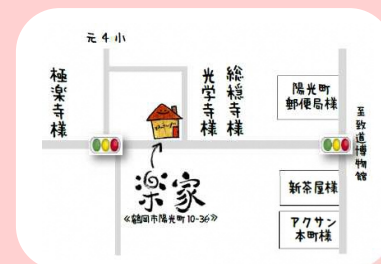 元4小
極楽寺様
光学寺様
総穏寺様
陽光町
郵便局様
至致道博物館
楽家
≪鶴岡市陽光町10-36≫
新茶屋様
アクサン
本町様